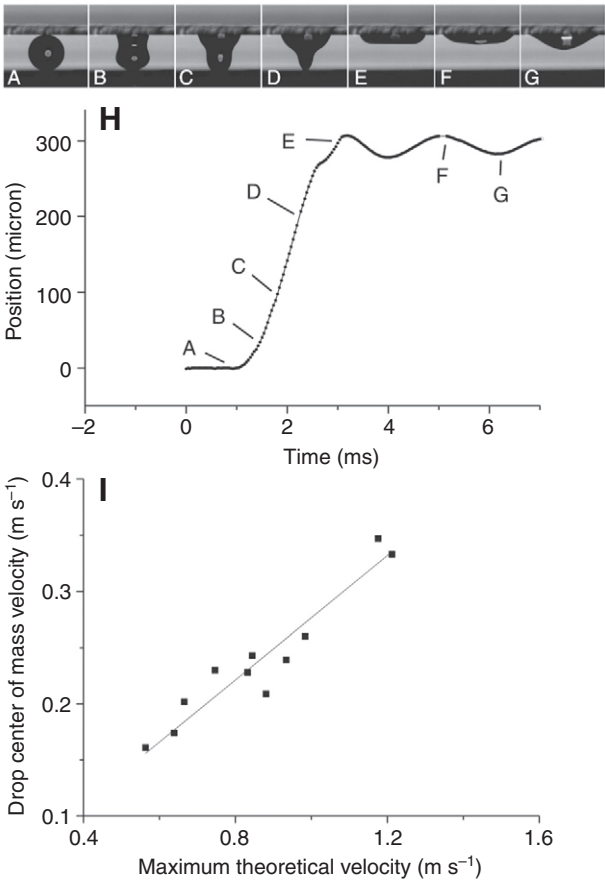 A B C D E F G
H
300
200
100
0
Position (micron)
A
B
C
D
E
F
G
−2 0 2 4 6
Time (ms)
I
0.4
0.3
0.2
0.1
Drop center of mass velocity (m s⁻¹)
0.4 0.8 1.2 1.6
Maximum theoretical velocity (m s⁻¹)